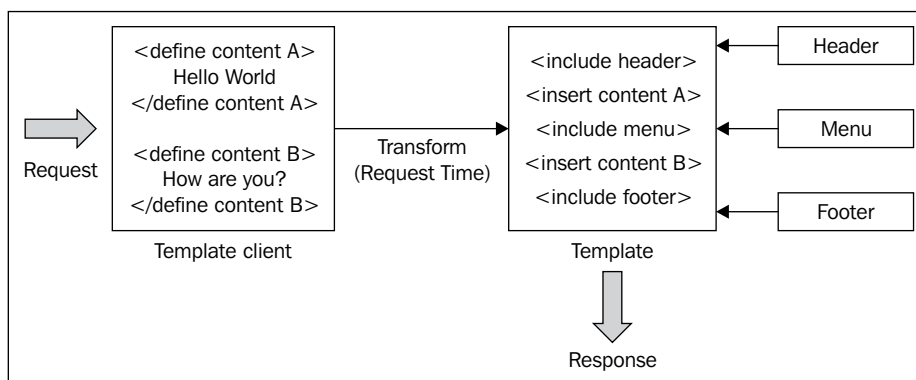 <define content A>
Hello World
</define content A>
<define content B>
How are you?
</define content B>
Request
Template client
Transform
(Request Time)
<include header>
<insert content A>
<include menu>
<insert content B>
<include footer>
Template
Header
Menu
Footer
Response